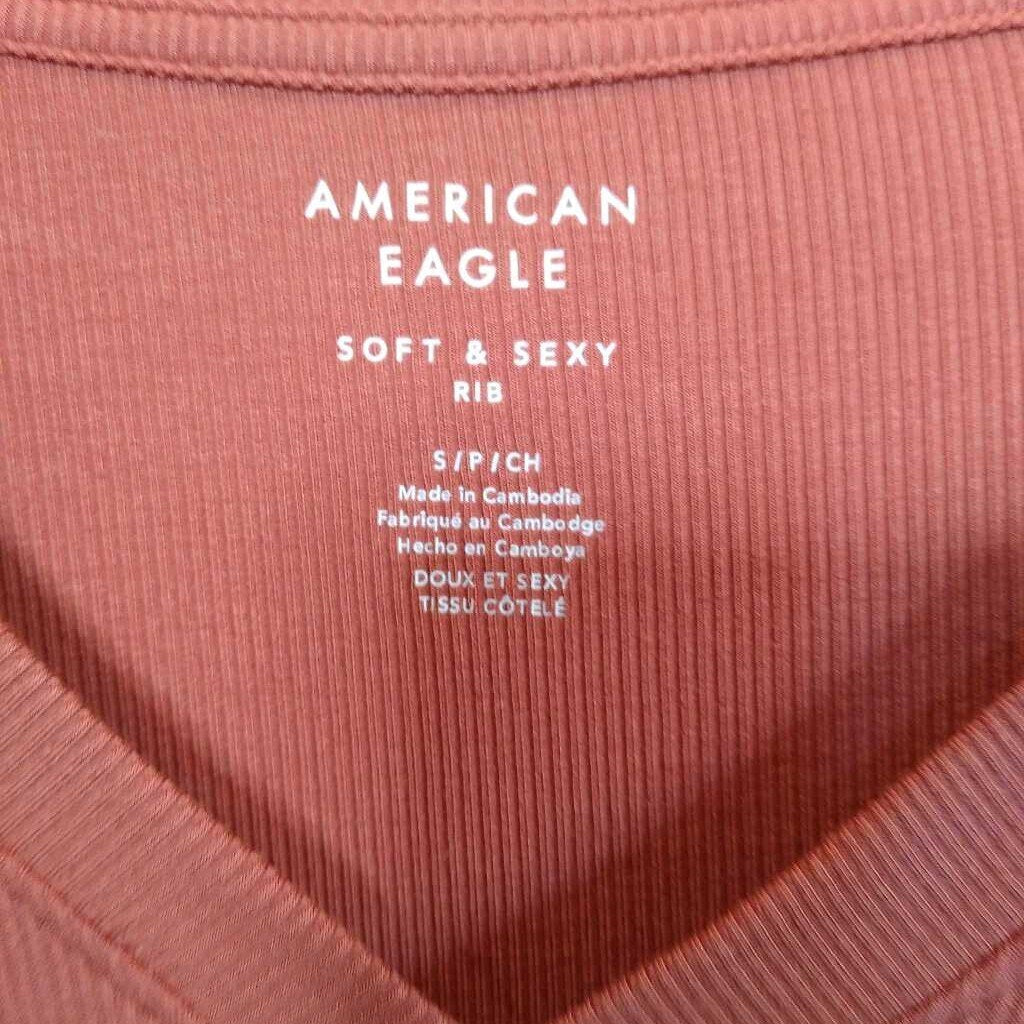 AMERICAN
EAGLE
SOFT & SEXY
RIB
S/P/CH
Made in Cambodia
Fabriqué au Cambodge
Hecho en Camboya
DOUX ET SEXY
TISSU CÔTELÉ